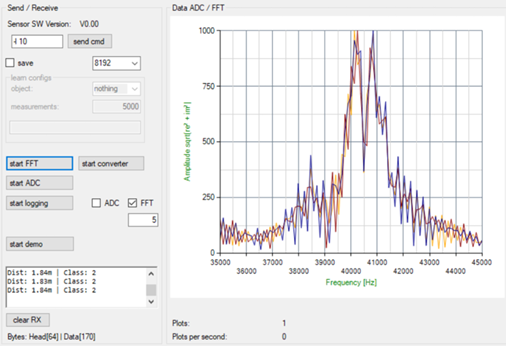 Send / Receive
Sensor SW Version: V0.00
-i 10
send cmd
save
8192
learn configs
object:
nothing
measurements:
5000
start FFT
start converter
start ADC
start logging
ADC
FFT
5
start demo
Dist: 1.84m | Class: 2
Dist: 1.83m | Class: 2
Dist: 1.84m | Class: 2
clear RX
Bytes: Head[64] | Data[170]
Data ADC / FFT
Amplitude sqrt(re² + im²)
1000
750
500
250
0
35000
36000
37000
38000
39000
40000
41000
42000
43000
44000
45000
Frequency [Hz]
Plots: 1
Plots per second: 0